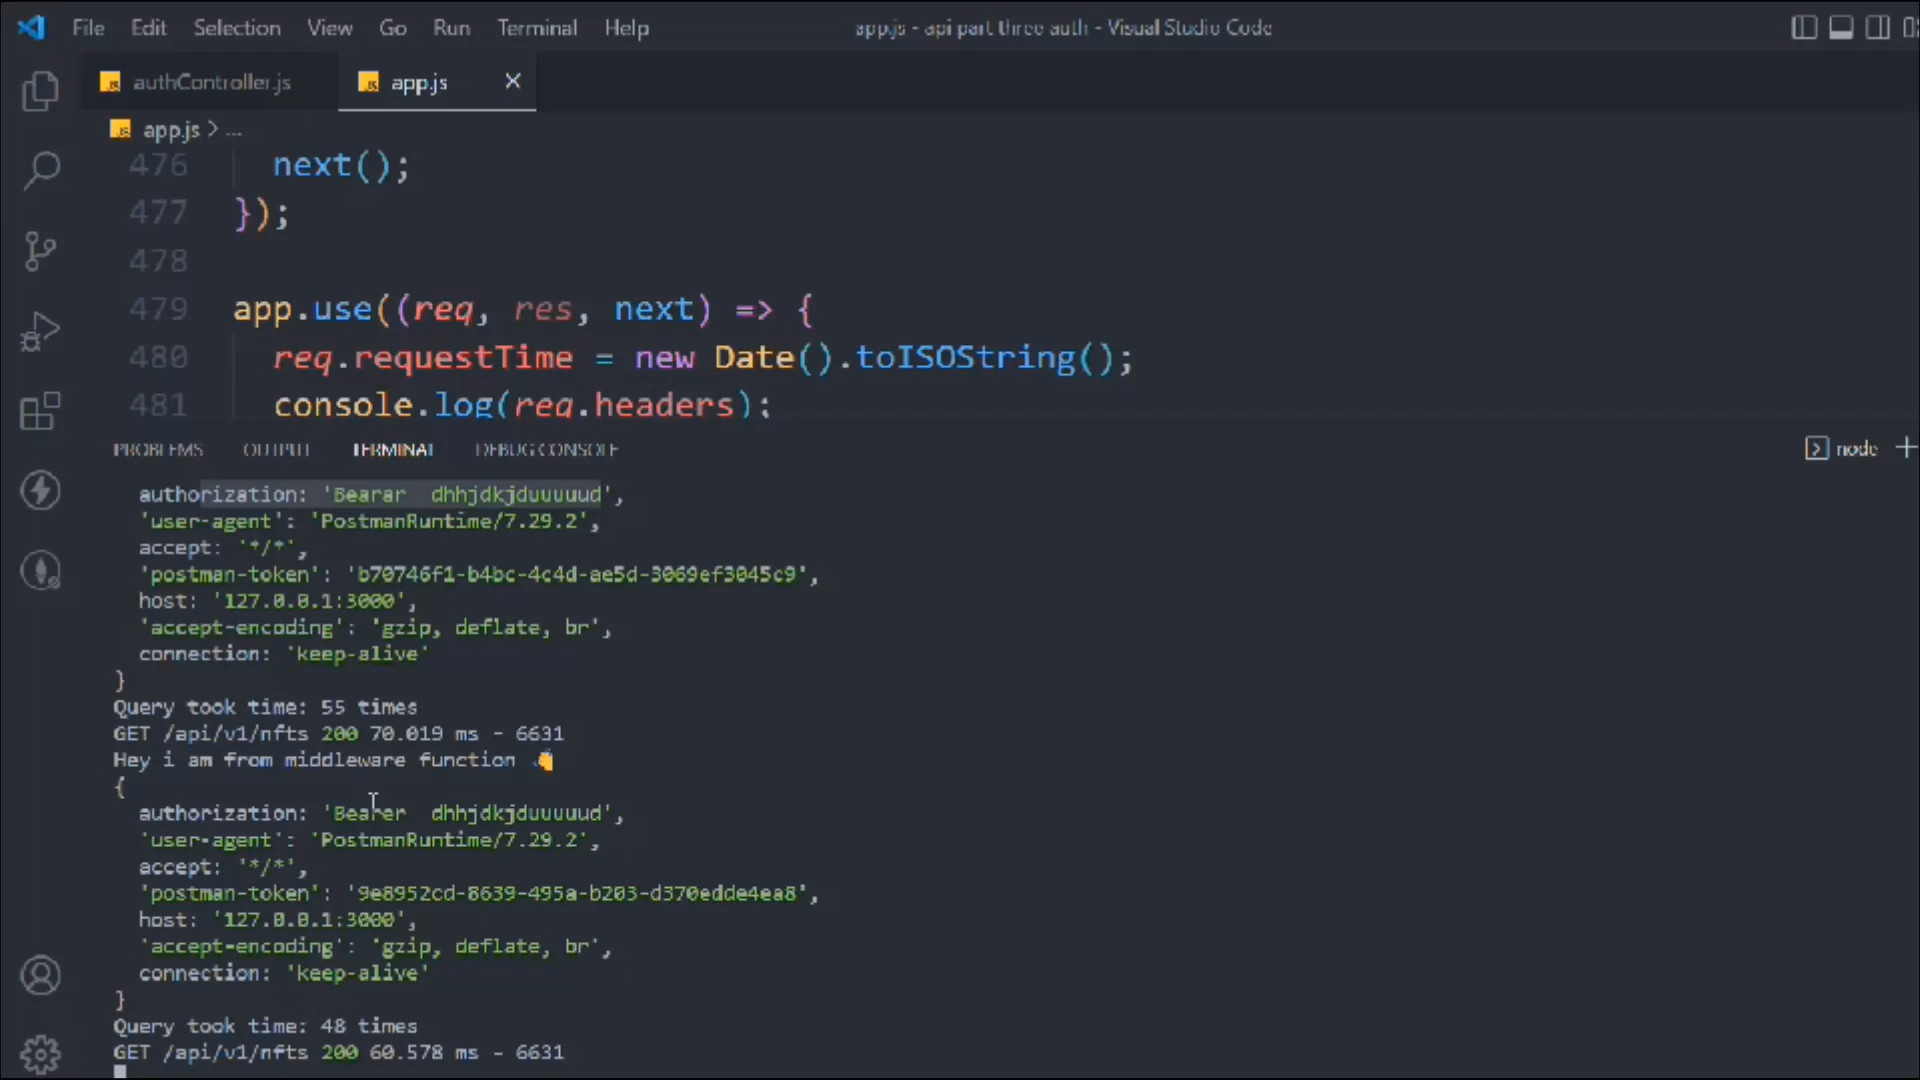 File Edit Selection View Go Run Terminal Help app.js - api part three auth - Visual Studio Code
authController.js app.js
app.js > ...
476 next();
477 });
478
479 app.use((req, res, next) => {
480 req.requestTime = new Date().toISOString();
481 console.log(req.headers);
PROBLEMS OUTPUT TERMINAL DEBUG CONSOLE node
authorization: 'Bearar  dhhjdkjduuuuud',
'user-agent': 'PostmanRuntime/7.29.2',
accept: '*/*',
'postman-token': 'b70746f1-b4bc-4c4d-ae5d-3069ef3045c9',
host: '127.0.0.1:3000',
'accept-encoding': 'gzip, deflate, br',
connection: 'keep-alive'
}
Query took time: 55 times
GET /api/v1/nfts 200 70.019 ms - 6631
Hey i am from middleware function 👋
{
authorization: 'Bearer  dhhjdkjduuuuud',
'user-agent': 'PostmanRuntime/7.29.2',
accept: '*/*',
'postman-token': '9e8952cd-8639-495a-b203-d370edde4ea8',
host: '127.0.0.1:3000',
'accept-encoding': 'gzip, deflate, br',
connection: 'keep-alive'
}
Query took time: 48 times
GET /api/v1/nfts 200 60.578 ms - 6631